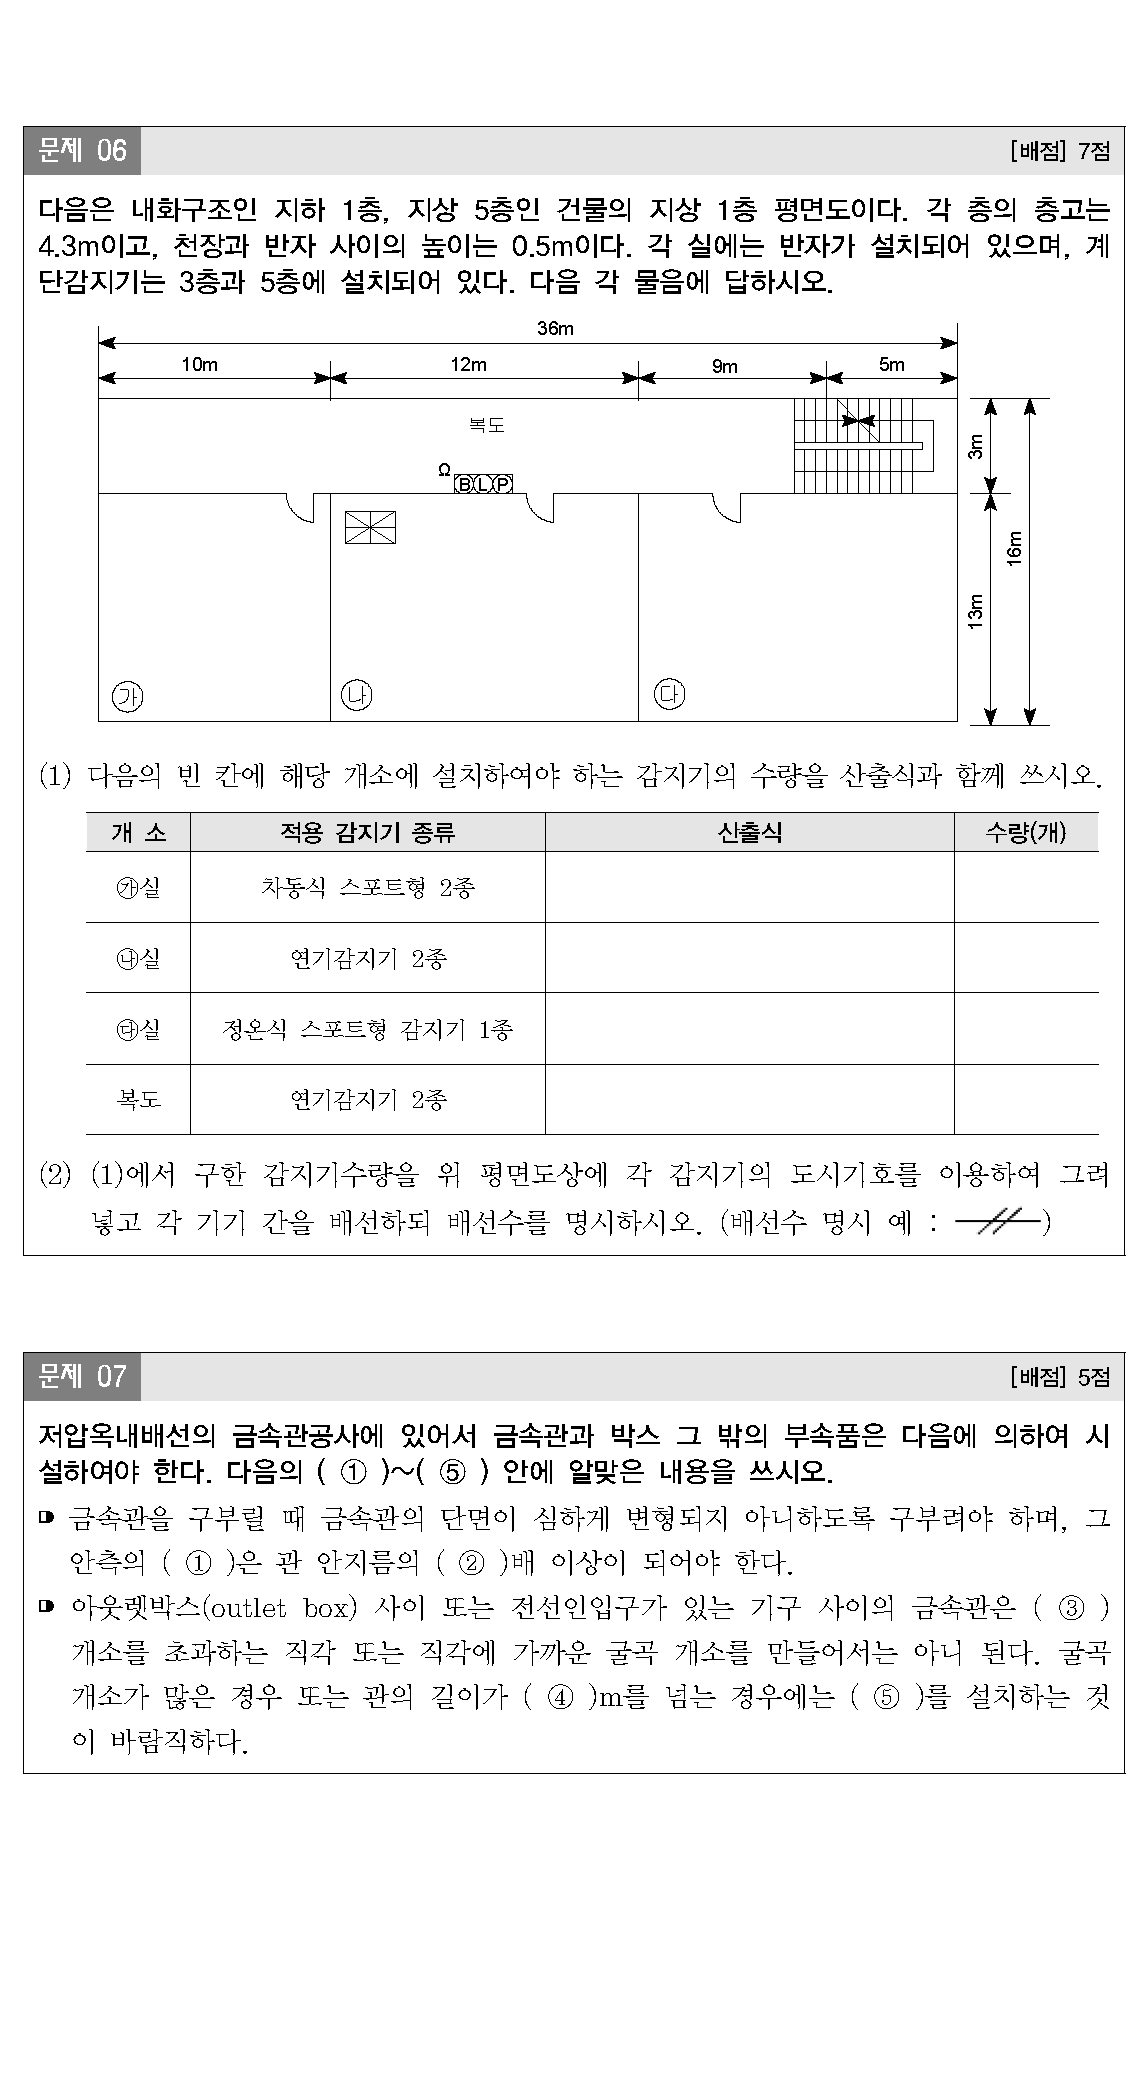 문제 06
[배점] 7점
다음은 내화구조인 지하 1층, 지상 5층인 건물의 지상 1층 평면도이다. 각 층의 층고는
4.3m이고, 천장과 반자 사이의 높이는 0.5m이다. 각 실에는 반자가 설치되어 있으며, 계
단감지기는 3층과 5층에 설치되어 있다. 다음 각 물음에 답하시오.
36m
10m 12m 9m 5m
복도
3m
Ω
B L P
16m
13m
㉮ ㉯ ㉰
(1) 다음의 빈 칸에 해당 개소에 설치하여야 하는 감지기의 수량을 산출식과 함께 쓰시오.
개 소 적용 감지기 종류 산출식 수량(개)
㉮실 차동식 스포트형 2종
㉯실 연기감지기 2종
㉰실 정온식 스포트형 감지기 1종
복도 연기감지기 2종
(2) (1)에서 구한 감지기수량을 위 평면도상에 각 감지기의 도시기호를 이용하여 그려
넣고 각 기기 간을 배선하되 배선수를 명시하시오. (배선수 명시 예 : )
문제 07
[배점] 5점
저압옥내배선의 금속관공사에 있어서 금속관과 박스 그 밖의 부속품은 다음에 의하여 시
설하여야 한다. 다음의 ( ① )~( ⑤ ) 안에 알맞은 내용을 쓰시오.
금속관을 구부릴 때 금속관의 단면이 심하게 변형되지 아니하도록 구부려야 하며, 그
안측의 ( ① )은 관 안지름의 ( ② )배 이상이 되어야 한다.
아웃렛박스(outlet box) 사이 또는 전선인입구가 있는 기구 사이의 금속관은 ( ③ )
개소를 초과하는 직각 또는 직각에 가까운 굴곡 개소를 만들어서는 아니 된다. 굴곡
개소가 많은 경우 또는 관의 길이가 ( ④ )m를 넘는 경우에는 ( ⑤ )를 설치하는 것
이 바람직하다.